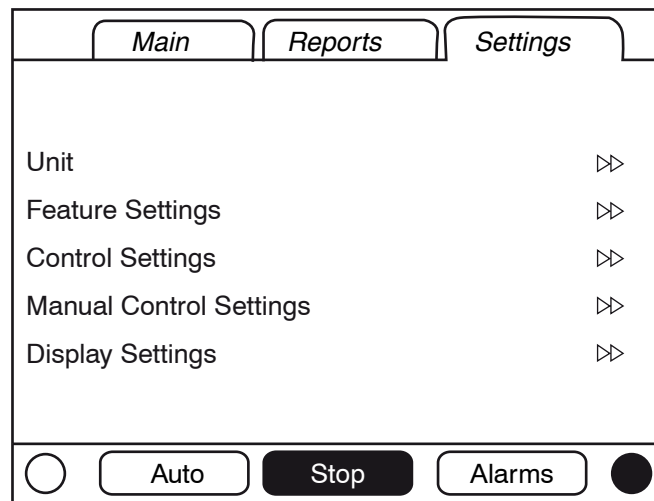 Main Reports Settings
Unit
Feature Settings
Control Settings
Manual Control Settings
Display Settings
Auto Stop Alarms